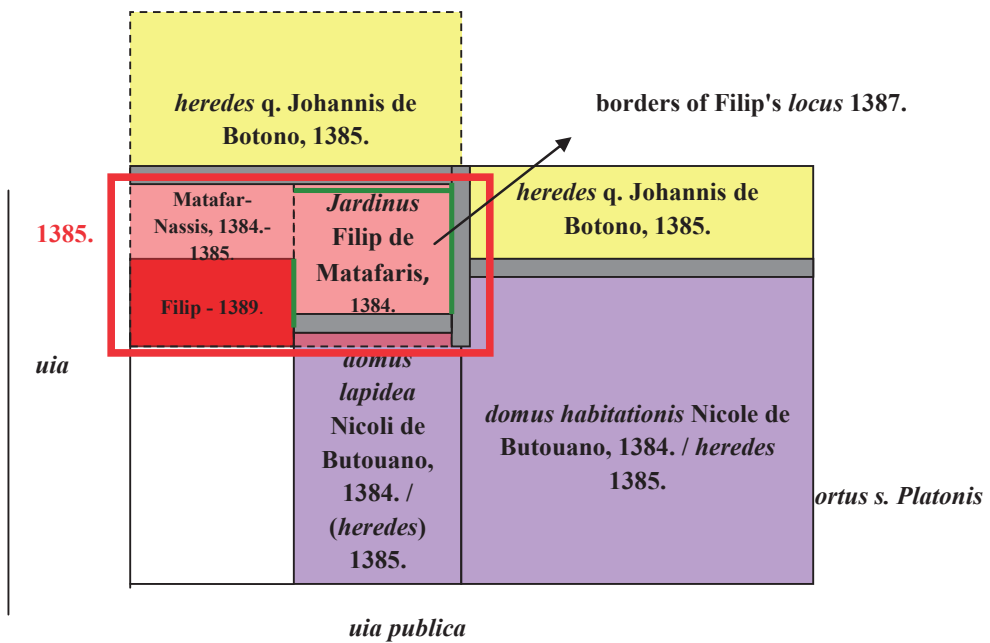 heredes q. Johannis de
Botono, 1385.
borders of Filip's locus 1387.
heredes q. Johannis de
Botono, 1385.
1385.
Matafar-
Nassis, 1384.-
1385.
Jardinus
Filip de
Matafaris,
1384.
Filip - 1389.
uia
domus
lapidea
Nicoli de
Butouano,
1384. /
(heredes)
1385.
domus habitationis Nicole de
Butouano, 1384. / heredes
1385.
ortus s. Platonis
uia publica